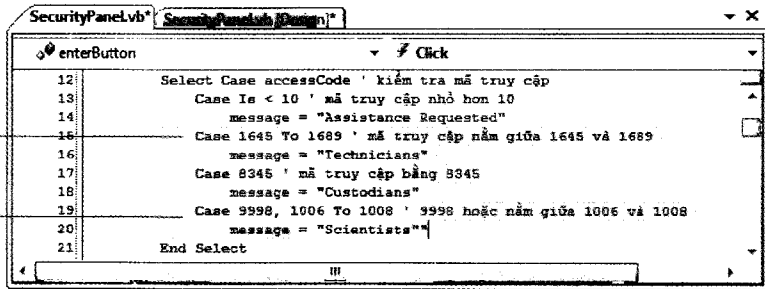 SecurityPanel.vb* SecurityPanel.vb [Design]*
enterButton Click
12 Select Case accessCode ' kiểm tra mã truy cập
13 Case Is < 10 ' mã truy cập nhỏ hơn 10
14 message = "Assistance Requested"
15 Case 1645 To 1689 ' mã truy cập nằm giữa 1645 và 1689
16 message = "Technicians"
17 Case 8345 ' mã truy cập bằng 8345
18 message = "Custodians"
19 Case 9998, 1006 To 1008 ' 9998 hoặc nằm giữa 1006 và 1008
20 message = "Scientists""
21 End Select